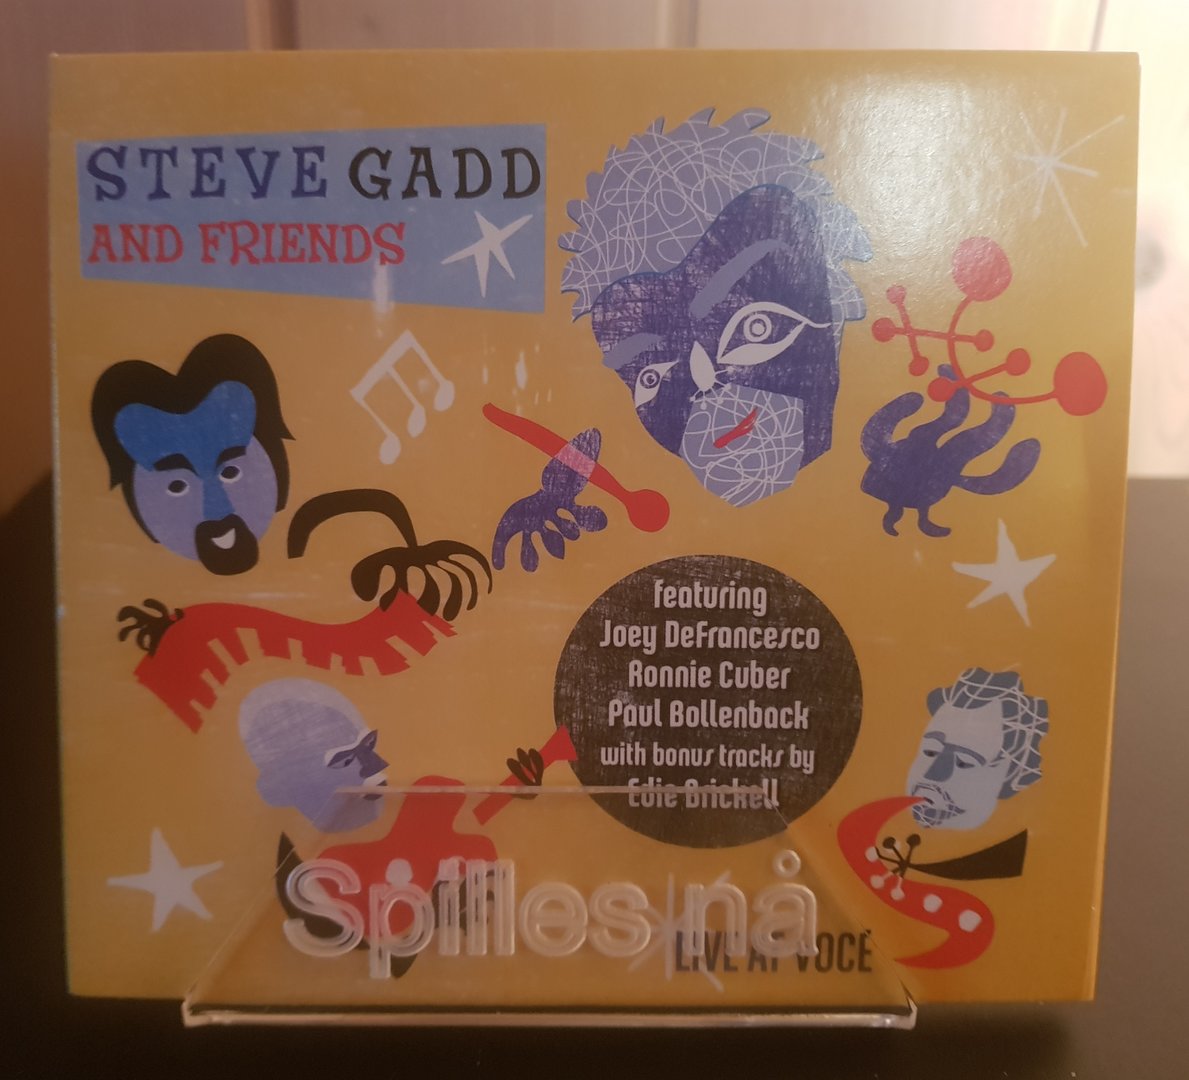 STEVE GADD
AND FRIENDS
featuring
Joey DeFrancesco
Ronnie Cuber
Paul Bollenback
with bonus tracks by
Edie Brickell
Spilles nå
LIVE AT VOCÉ